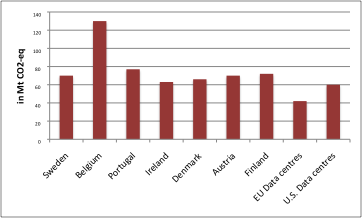 in Mt CO2-eq
140
120
100
80
60
40
20
0
Sweden
Belgium
Portugal
Ireland
Denmark
Austria
Finland
EU Data centres
U.S. Data centres